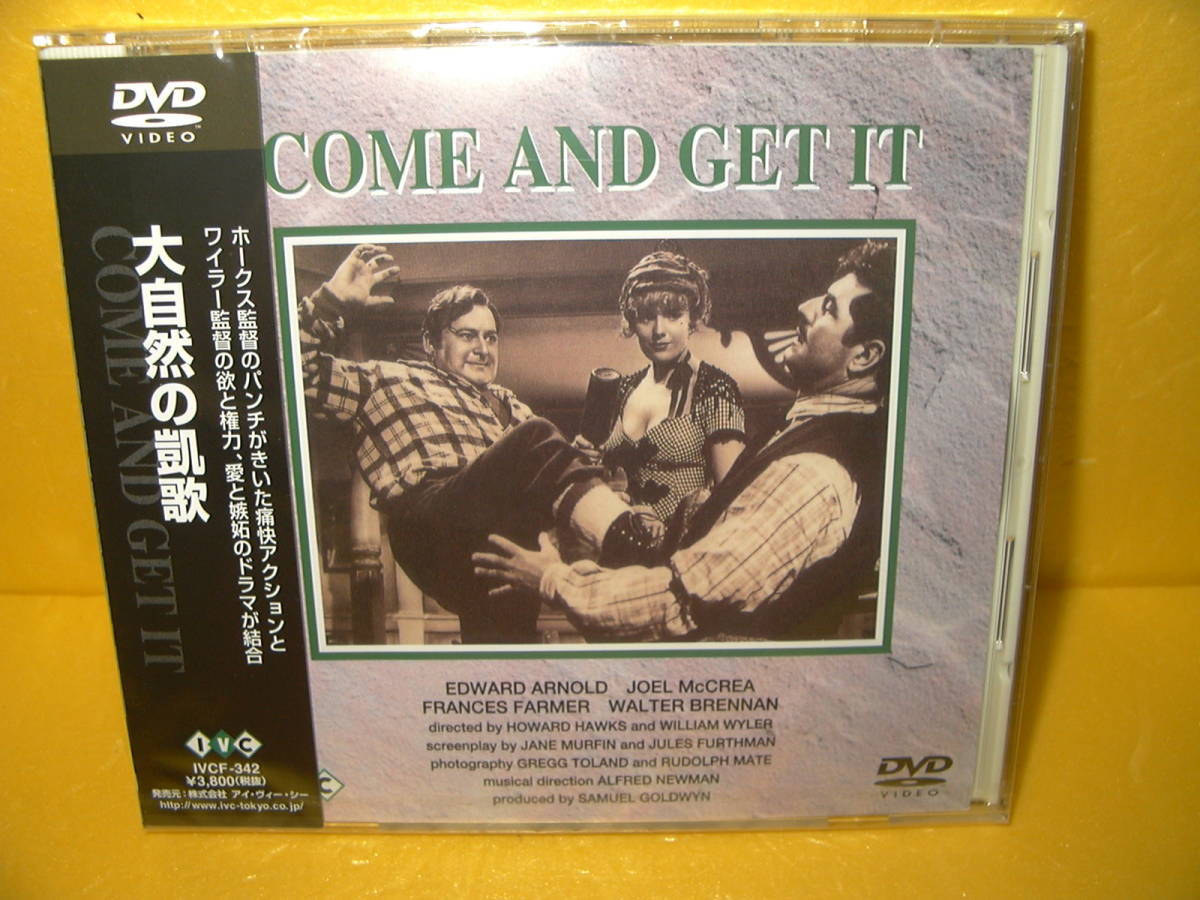 DVD
VIDEO
COME AND GET IT
大自然の凱歌
ホークス監督のパンチがきいた痛快アクションと
ワイラー監督の欲と権力、愛と嫉妬のドラマが結合
IVC
IVCF-342
¥3,800(税抜)
発売元:株式会社 アイ・ヴィー・シー
http://www.ivc-tokyo.co.jp/
COME AND GET IT
EDWARD ARNOLD JOEL McCREA
FRANCES FARMER WALTER BRENNAN
directed by HOWARD HAWKS and WILLIAM WYLER
screenplay by JANE MURFIN and JULES FURTHMAN
photography GREGG TOLAND and RUDOLPH MATE
musical direction ALFRED NEWMAN
produced by SAMUEL GOLDWYN
C
DVD
VIDEO